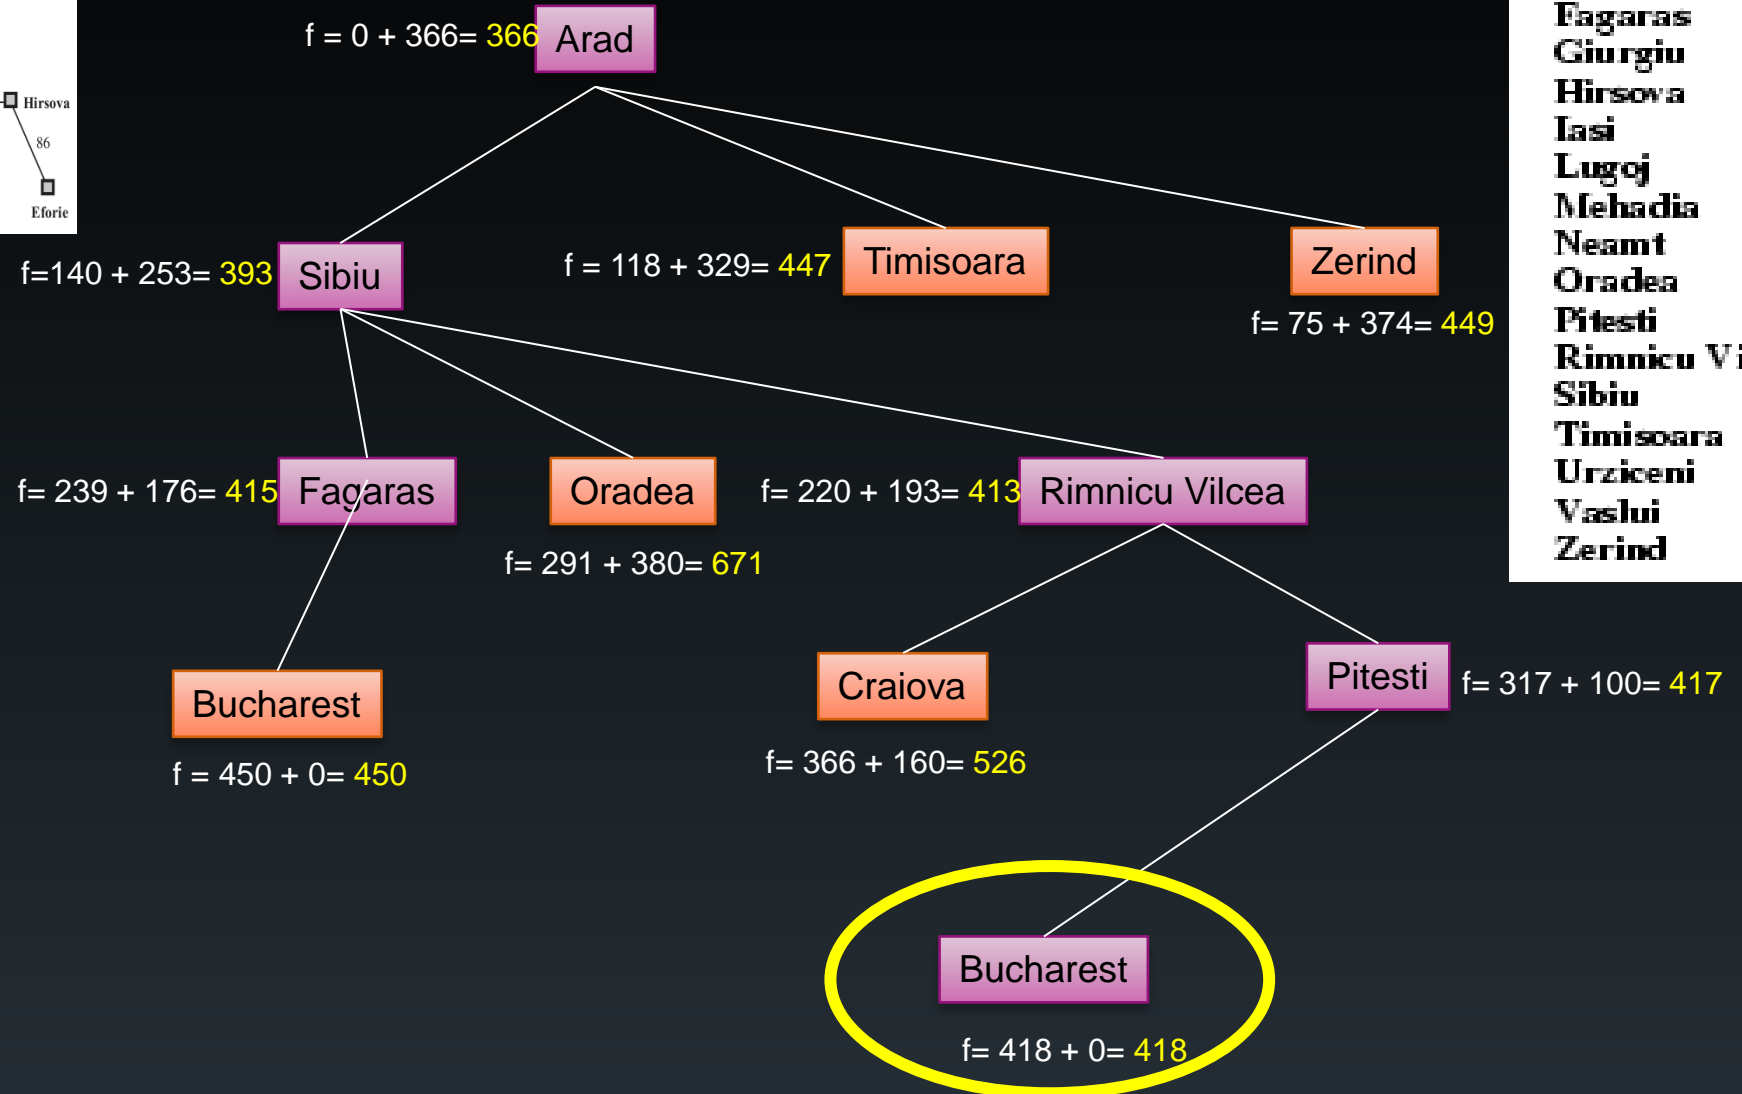 f = 0 + 366= 366
Arad
Hirsova
86
Eforie
f=140 + 253= 393
Sibiu
f = 118 + 329= 447
Timisoara
Zerind
f= 75 + 374= 449
f= 239 + 176= 415
Fagaras
Oradea
f= 291 + 380= 671
f= 220 + 193= 413
Rimnicu Vilcea
Bucharest
f = 450 + 0= 450
Craiova
f= 366 + 160= 526
Pitesti
f= 317 + 100= 417
Bucharest
f= 418 + 0= 418
Fagaras
Giurgiu
Hirsova
Iasi
Lugoj
Mehadia
Neamt
Oradea
Pitesti
Rimnicu Vi
Sibiu
Timisoara
Urziceni
Vaslui
Zerind